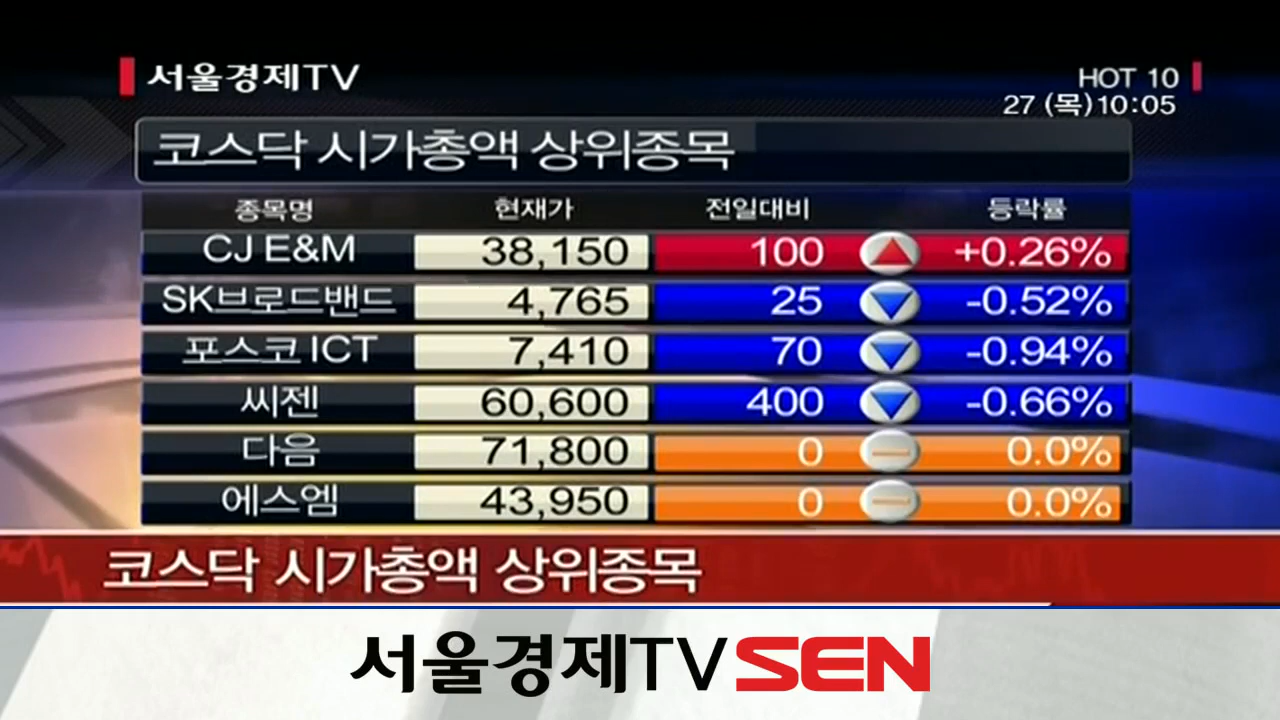 서울경제TV
HOT 10
27 (목) 10:05
코스닥 시가총액 상위종목
종목명 현재가 전일대비 등락률
CJ E&M 38,150 100 +0.26%
SK브로드밴드 4,765 25 -0.52%
포스코 ICT 7,410 70 -0.94%
씨젠 60,600 400 -0.66%
다음 71,800 0 0.0%
에스엠 43,950 0 0.0%
코스닥 시가총액 상위종목
서울경제TV SEN